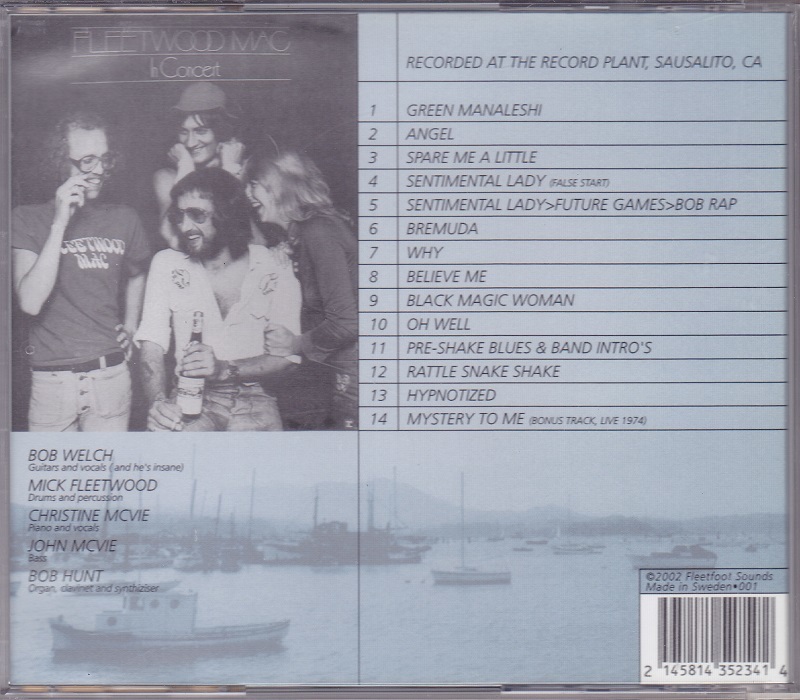 FLEETWOOD MAC
In Concert
FLEETWOOD
MAC
RECORDED AT THE RECORD PLANT, SAUSALITO, CA
1 GREEN MANALESHI
2 ANGEL
3 SPARE ME A LITTLE
4 SENTIMENTAL LADY (FALSE START)
5 SENTIMENTAL LADY>FUTURE GAMES>BOB RAP
6 BREMUDA
7 WHY
8 BELIEVE ME
9 BLACK MAGIC WOMAN
10 OH WELL
11 PRE-SHAKE BLUES & BAND INTRO'S
12 RATTLE SNAKE SHAKE
13 HYPNOTIZED
14 MYSTERY TO ME (BONUS TRACK, LIVE 1974)
BOB WELCH
Guitars and vocals (and he's insane)
MICK FLEETWOOD
Drums and percussion
CHRISTINE MCVIE
Piano and vocals
JOHN MCVIE
Bass
BOB HUNT
Organ, clavinet and synthiziser
©2002 Fleetfoot Sounds
Made in Sweden•001
2 145814 352341 4